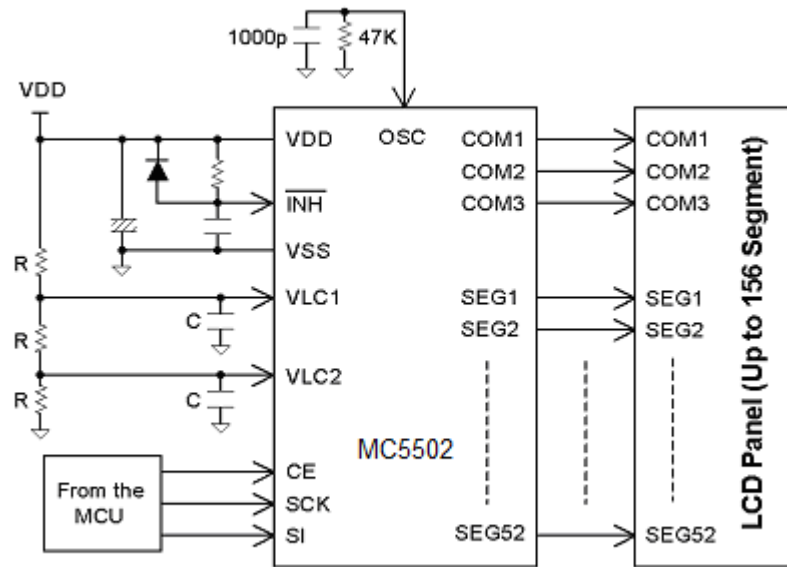 1000p
47K
VDD
VDD
OSC
COM1
COM1
COM2
COM2
INH
COM3
COM3
VSS
R
VLC1
SEG1
SEG1
C
SEG2
SEG2
R
VLC2
R
C
MC5502
From the
MCU
CE
SCK
SI
SEG52
SEG52
LCD Panel (Up to 156 Segment)